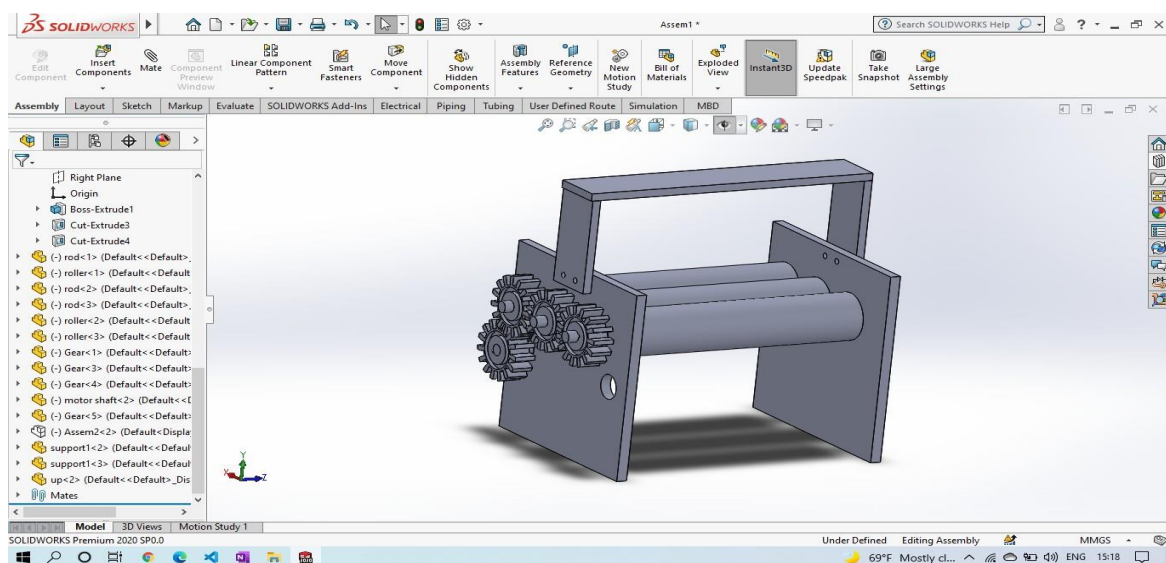 SOLIDWORKS
Assem1 *
Search SOLIDWORKS Help
?
Edit Component
Insert Components
Mate
Component Preview Window
Linear Component Pattern
Smart Fasteners
Move Component
Show Hidden Components
Assembly Features
Reference Geometry
New Motion Study
Bill of Materials
Exploded View
Instant3D
Update Speedpak
Take Snapshot
Large Assembly Settings
Assembly Layout Sketch Markup Evaluate SOLIDWORKS Add-Ins Electrical Piping Tubing User Defined Route Simulation MBD
Right Plane
Origin
Boss-Extrude1
Cut-Extrude3
Cut-Extrude4
(-) rod<1> (Default<<Default>_
(-) roller<1> (Default<<Default
(-) rod<2> (Default<<Default>_
(-) rod<3> (Default<<Default>_
(-) roller<2> (Default<<Default
(-) roller<3> (Default<<Default
(-) Gear<1> (Default<<Default>
(-) Gear<3> (Default<<Default>
(-) Gear<4> (Default<<Default>
(-) motor shaft<2> (Default<<D
(-) Gear<5> (Default<<Default>
(-) Assem2<2> (Default<Displa
support1<2> (Default<<Defaul
support1<3> (Default<<Defaul
up<2> (Default<<Default>_Dis
Mates
Y
X
Z
Model 3D Views Motion Study 1
SOLIDWORKS Premium 2020 SP0.0
Under Defined Editing Assembly MMGS
69°F Mostly cl... ENG 15:18